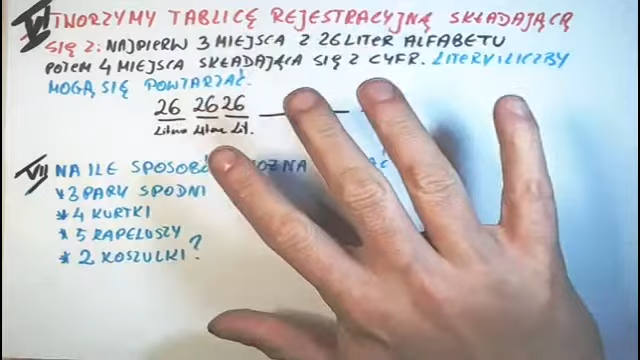 VI TWORZYMY TABLICĘ REJESTRACYJNĄ SKŁADAJĄCĄ
SIĘ Z: NAJPIERW 3 MIEJSCA Z 26 LITER ALFABETU
POTEM 4 MIEJSCA SKŁADAJĄCA SIĘ Z CYFR. LITERY I LICZBY
MOGĄ SIĘ POWTARZAĆ.
26 26 26
VII NA ILE
* 3 PARY SPODNI
* 4 KURTKI
* 5 KAPELUSZY
* 2 KOSZULKI?